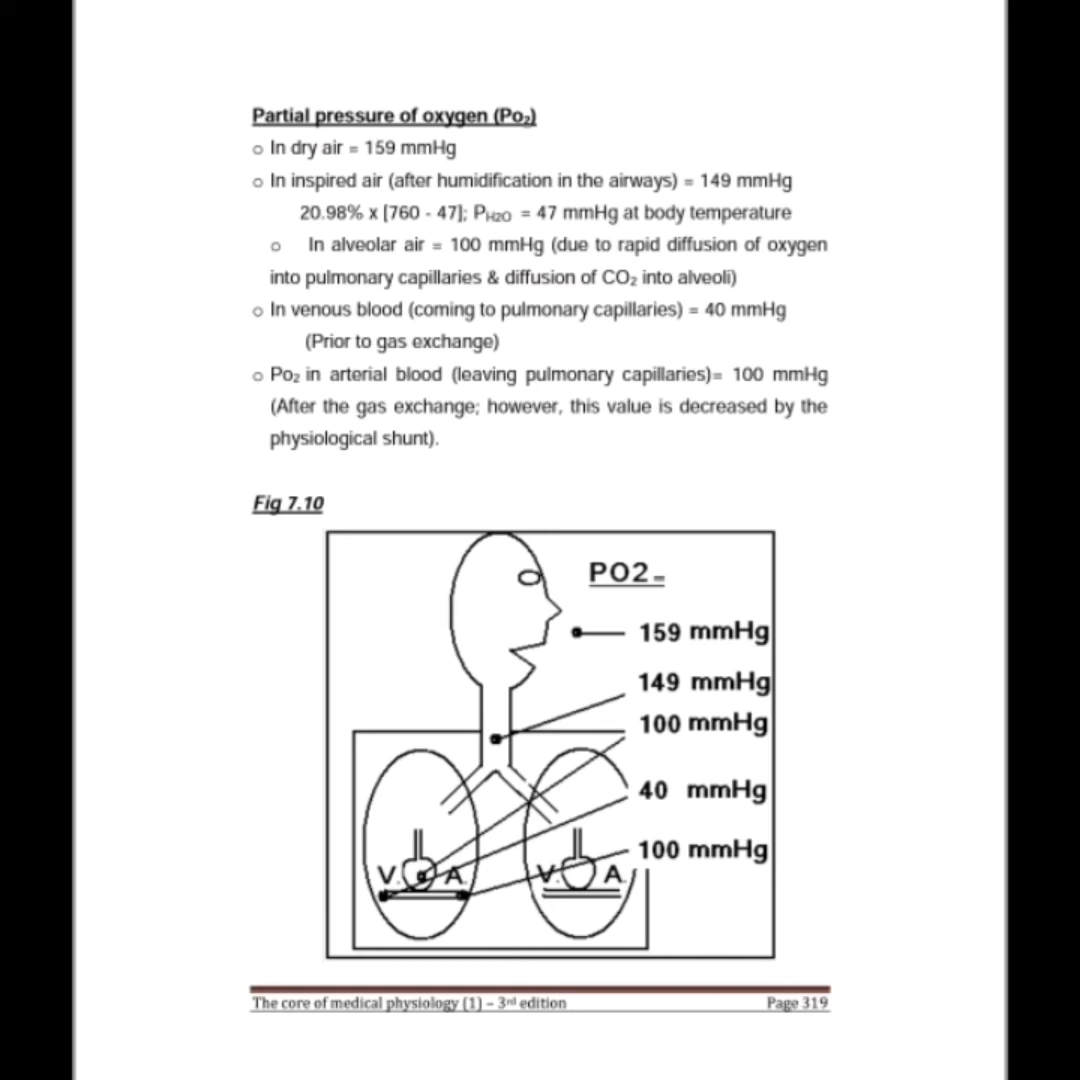 Partial pressure of oxygen (Po₂)
o In dry air = 159 mmHg
o In inspired air (after humidification in the airways) = 149 mmHg
20.98% x [760 - 47]; PH2O = 47 mmHg at body temperature
o In alveolar air = 100 mmHg (due to rapid diffusion of oxygen
into pulmonary capillaries & diffusion of CO₂ into alveoli)
o In venous blood (coming to pulmonary capillaries) = 40 mmHg
(Prior to gas exchange)
o Po₂ in arterial blood (leaving pulmonary capillaries)= 100 mmHg
(After the gas exchange; however, this value is decreased by the
physiological shunt).
Fig 7.10
PO2=
159 mmHg
149 mmHg
100 mmHg
40 mmHg
100 mmHg
V. A.
V. A.
The core of medical physiology (1) – 3rd edition Page 319